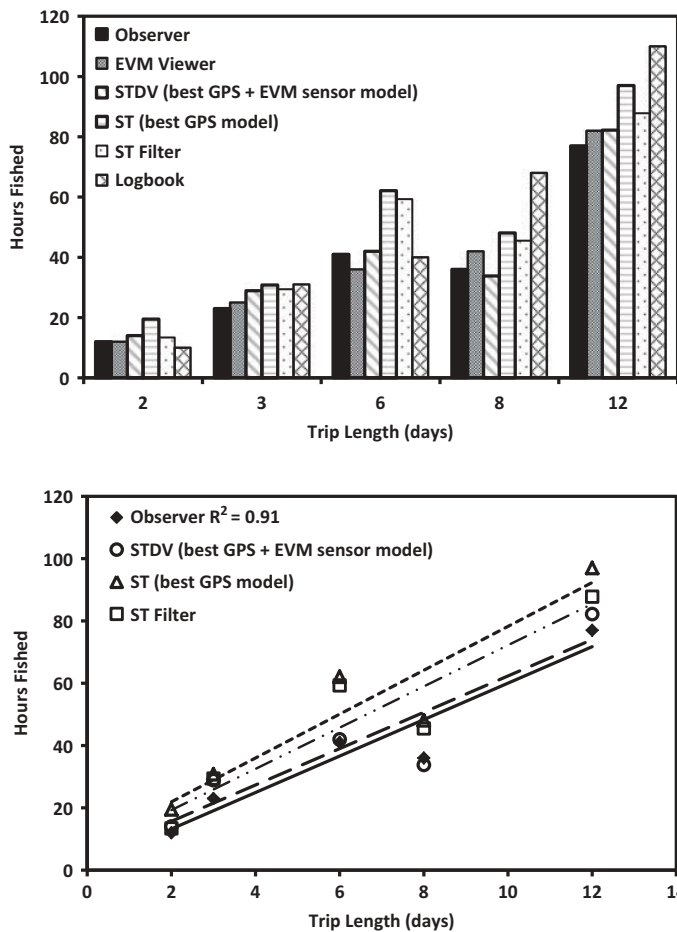 120
100
80
60
40
20
0
Hours Fished
Observer
EVM Viewer
STDV (best GPS + EVM sensor model)
ST (best GPS model)
ST Filter
Logbook
2 3 6 8 12
Trip Length (days)
120
100
80
60
40
20
0
Hours Fished
Observer R² = 0.91
STDV (best GPS + EVM sensor model)
ST (best GPS model)
ST Filter
0 2 4 6 8 10 12
Trip Length (days)